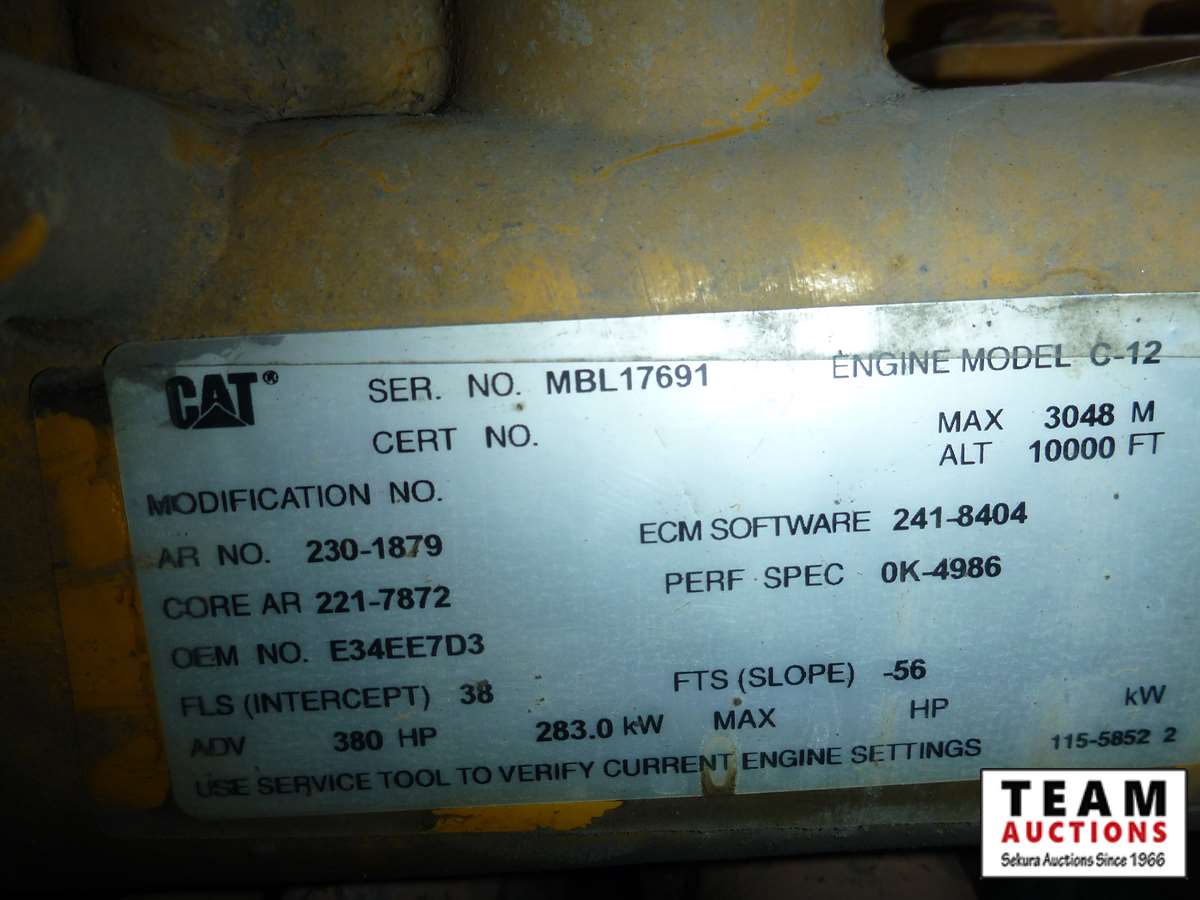 CAT® SER. NO. MBL17691 ENGINE MODEL C-12
CERT NO. MAX 3048 M
ALT 10000 FT
MODIFICATION NO.
AR NO. 230-1879 ECM SOFTWARE 241-8404
CORE AR 221-7872 PERF SPEC 0K-4986
OEM NO. E34EE7D3
FLS (INTERCEPT) 38 FTS (SLOPE) -56
ADV 380 HP 283.0 kW MAX HP kW
USE SERVICE TOOL TO VERIFY CURRENT ENGINE SETTINGS 115-5852 2
TEAM
AUCTIONS
Sekura Auctions Since 1966